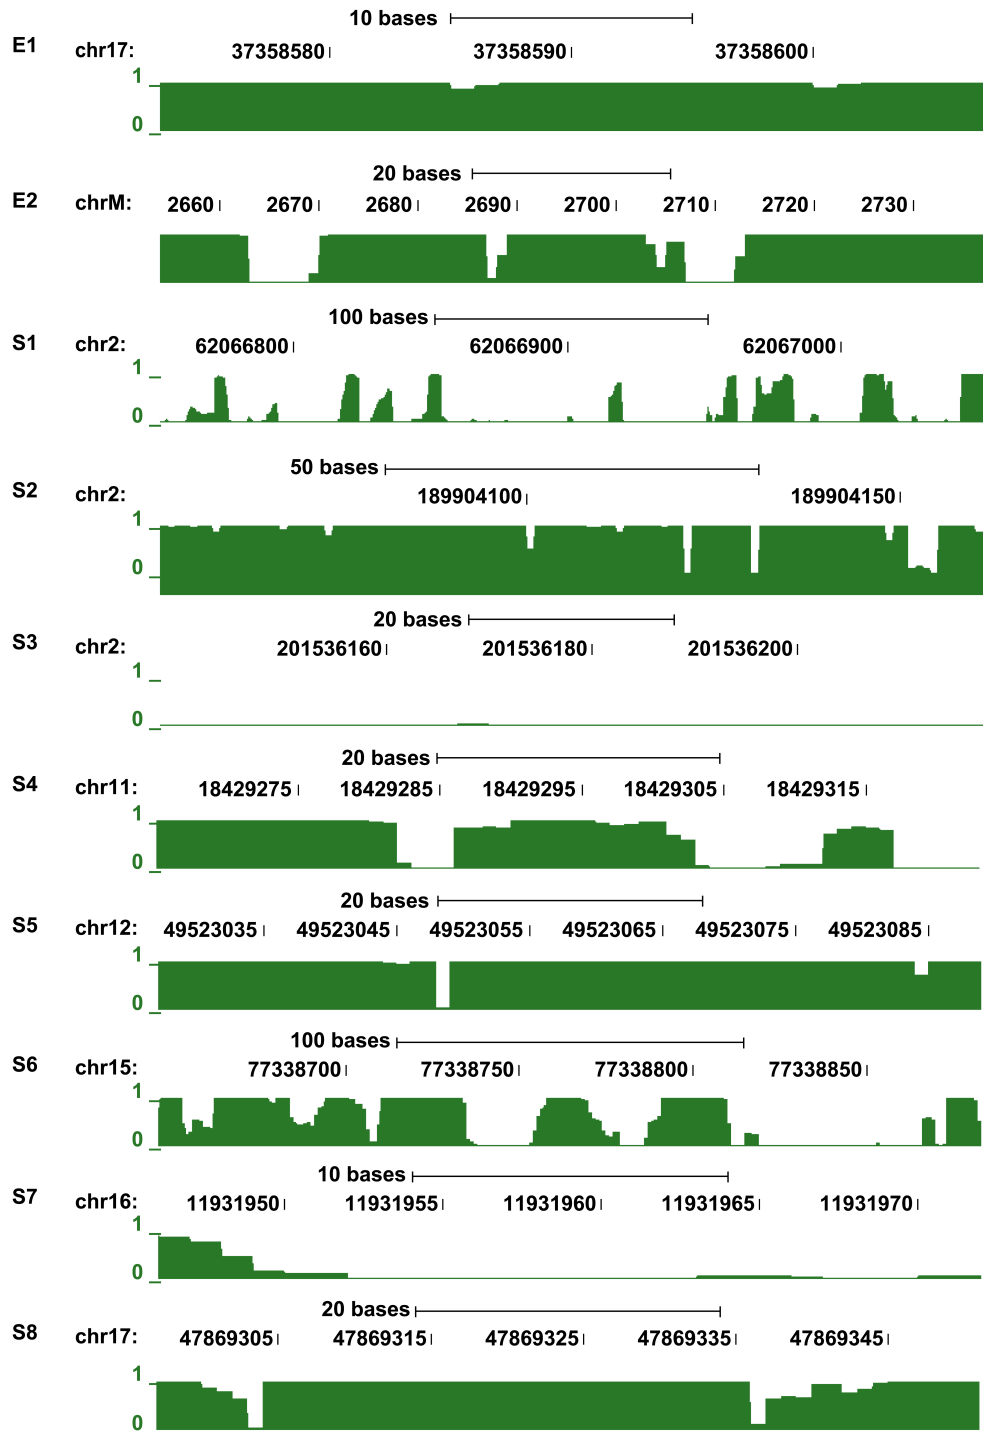 10 bases
E1 chr17: 37358580 37358590 37358600
1
0
20 bases
E2 chrM: 2660 2670 2680 2690 2700 2710 2720 2730
100 bases
S1 chr2: 62066800 62066900 62067000
1
0
50 bases
S2 chr2: 189904100 189904150
1
0
20 bases
S3 chr2: 201536160 201536180 201536200
1
0
20 bases
S4 chr11: 18429275 18429285 18429295 18429305 18429315
1
0
20 bases
S5 chr12: 49523035 49523045 49523055 49523065 49523075 49523085
1
0
100 bases
S6 chr15: 77338700 77338750 77338800 77338850
1
0
10 bases
S7 chr16: 11931950 11931955 11931960 11931965 11931970
1
0
20 bases
S8 chr17: 47869305 47869315 47869325 47869335 47869345
1
0